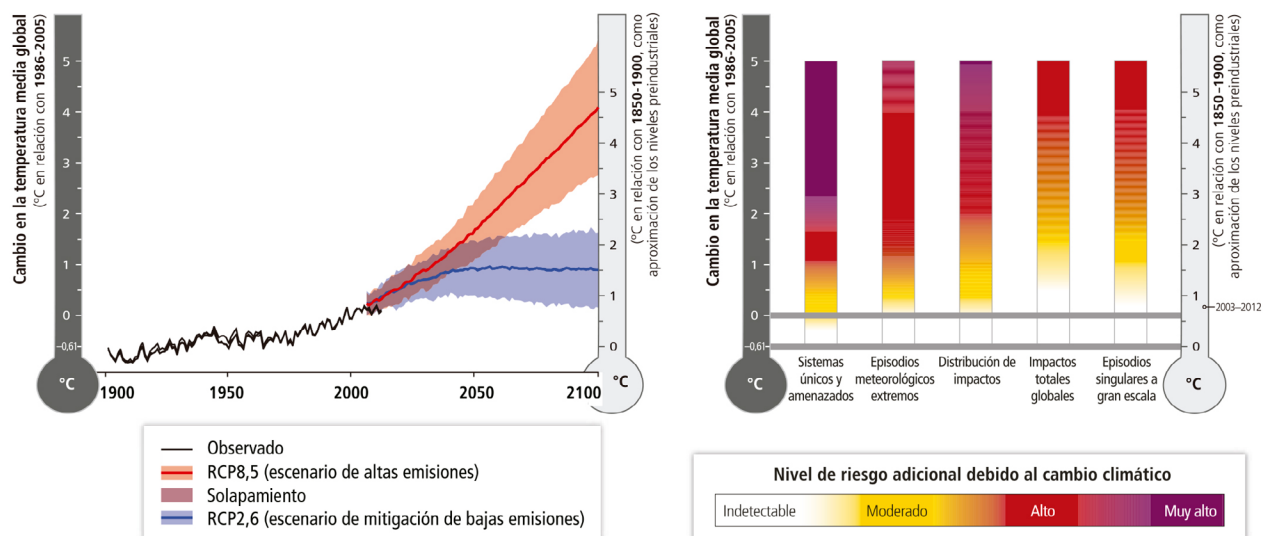 Cambio en la temperatura media global
(°C en relación con 1986-2005)
5
4
3
2
1
0
–0,61
°C
1900
1950
2000
2050
2100
5
4
3
2
1
0
°C
(°C en relación con 1850-1900, como
aproximación de los niveles preindustriales)
Observado
RCP8,5 (escenario de altas emisiones)
Solapamiento
RCP2,6 (escenario de mitigación de bajas emisiones)
Cambio en la temperatura media global
(°C en relación con 1986-2005)
5
4
3
2
1
0
–0,61
°C
Sistemas
únicos y
amenazados
Episodios
meteorológicos
extremos
Distribución de
impactos
Impactos
totales
globales
Episodios
singulares a
gran escala
5
4
3
2
1
0
°C
2003–2012
(°C en relación con 1850–1900, como
aproximación de los niveles preindustriales)
Nivel de riesgo adicional debido al cambio climático
Indetectable Moderado Alto Muy alto